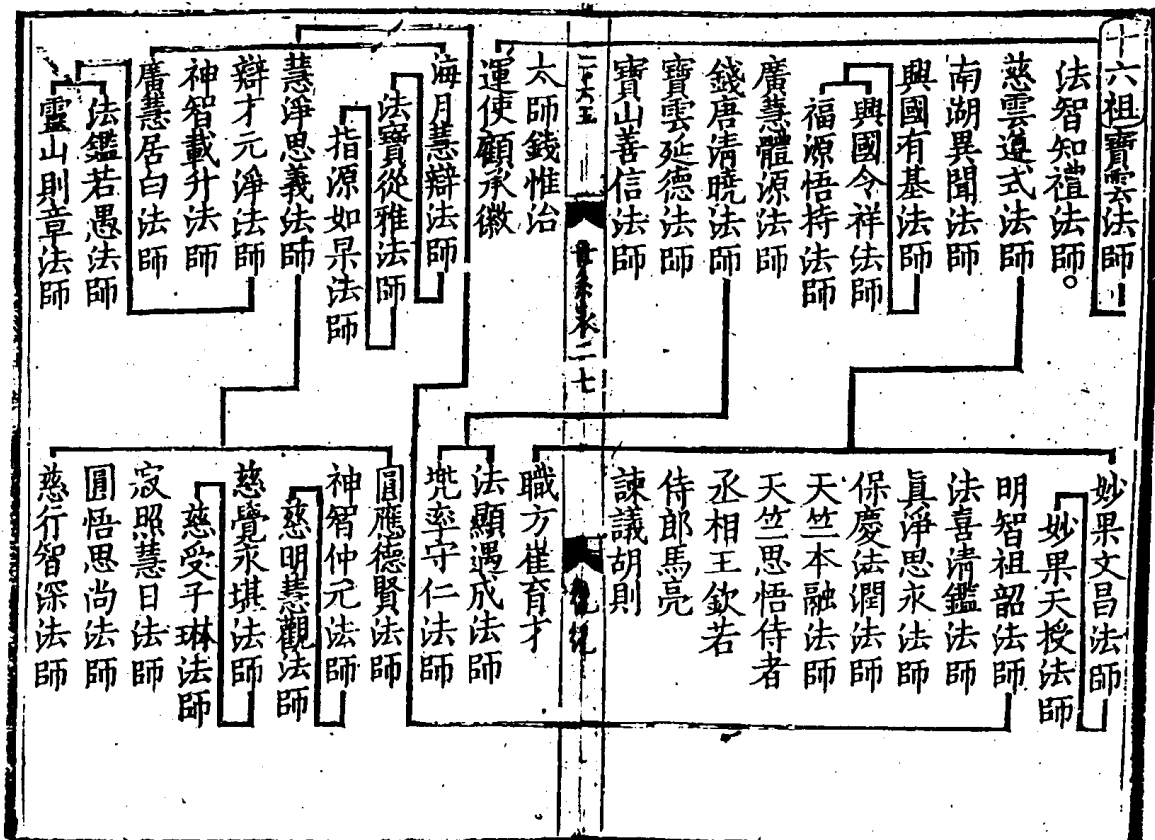 十六祖寶雲法師
法智知禮法師。
慈雲遵式法師
南湖異聞法師
興國有基法師
興國令祥法師
福源悟持法師
廣慧體源法師
錢唐清曉法師
寶雲延德法師
寶山善信法師
太師錢惟治
運使顧承徽
海月慧辯法師
法寶從雅法師
指源如杲法師
慧淨思義法師
辯才元淨法師
神智載升法師
廣慧居白法師
法鑑若愚法師
靈山則章法師
妙果文昌法師
妙果天授法師
明智祖韶法師
法喜清鑑法師
眞淨思永法師
保慶法潤法師
天竺本融法師
天竺思悟侍者
丞相王欽若
侍郎馬亮
諫議胡則
職方崔育才
法顯遇成法師
兜率守仁法師
圓應德賢法師
神智仲元法師
慈明慧觀法師
慈覺永堪法師
慈受子琳法師
寂照慧日法師
圓悟思尚法師
慈行智深法師
世系表二七
統紀